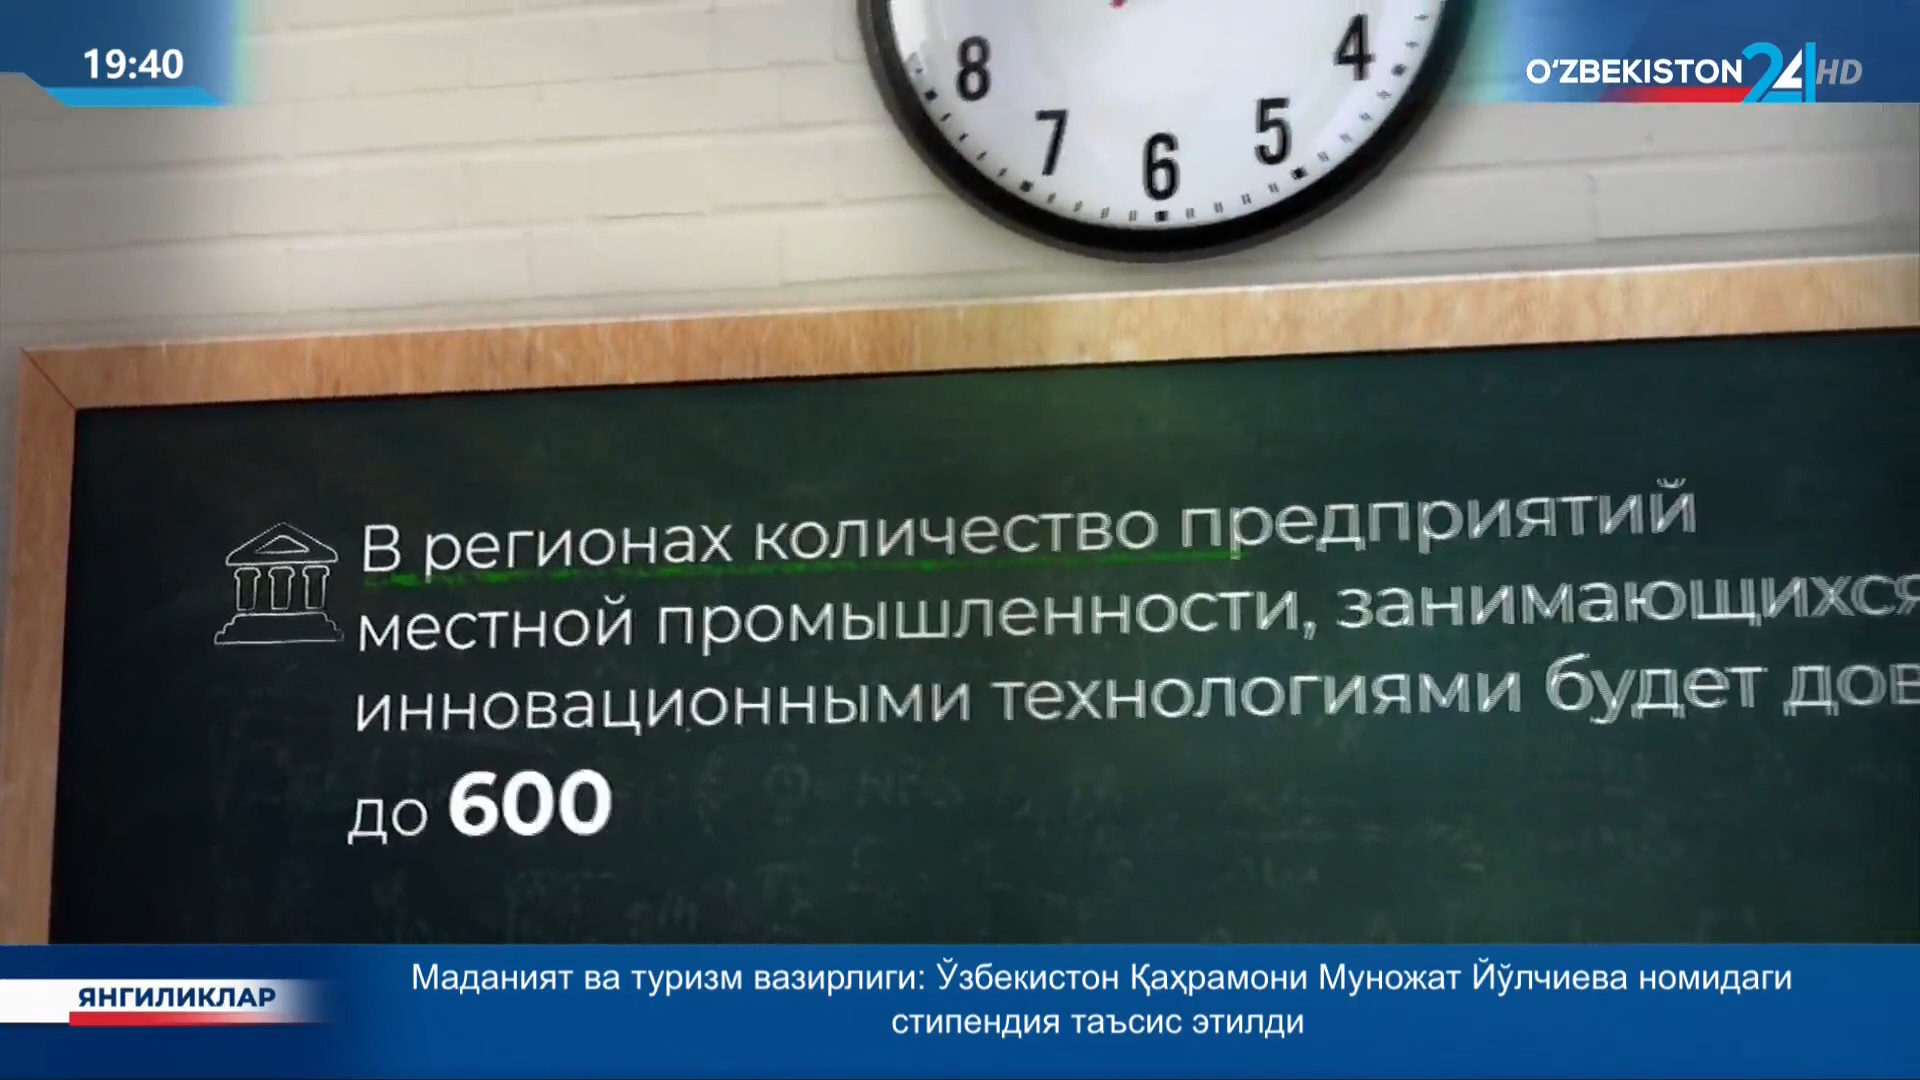 19:40
O‘ZBEKISTON 24 HD
8 7 6 5 4
В регионах количество предприятий
местной промышленности, занимающихся
инновационными технологиями будет дов
до 600
ЯНГИЛИКЛАР
Маданият ва туризм вазирлиги: Ўзбекистон Қаҳрамони Муножат Йўлчиева номидаги
стипендия таъсис этилди